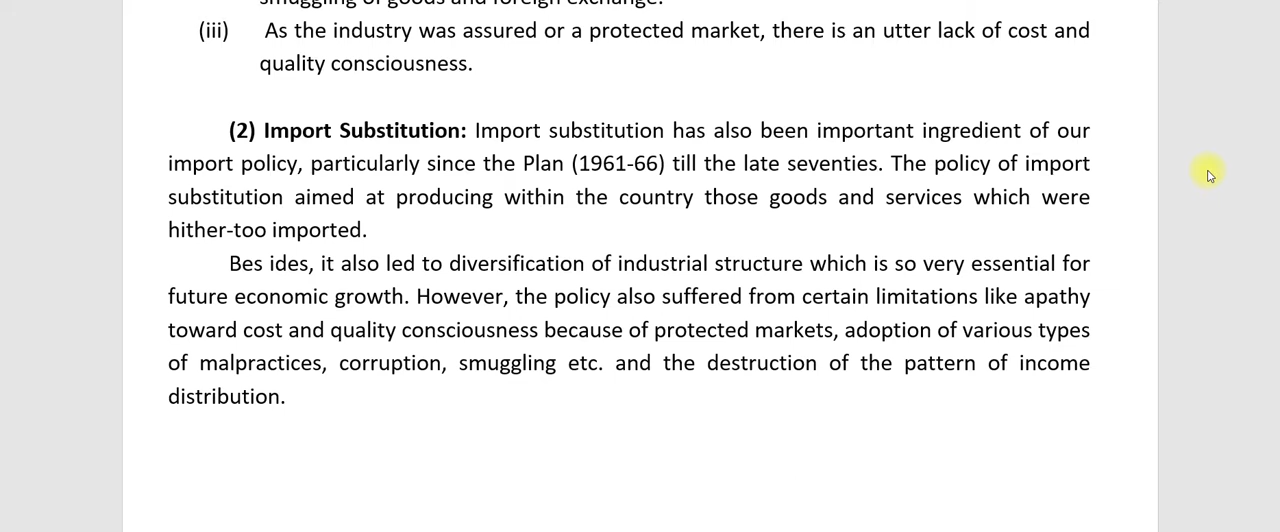 smuggling of goods and foreign exchange.
(iii) As the industry was assured or a protected market, there is an utter lack of cost and
quality consciousness.
(2) Import Substitution: Import substitution has also been important ingredient of our
import policy, particularly since the Plan (1961-66) till the late seventies. The policy of import
substitution aimed at producing within the country those goods and services which were
hither-too imported.
Bes ides, it also led to diversification of industrial structure which is so very essential for
future economic growth. However, the policy also suffered from certain limitations like apathy
toward cost and quality consciousness because of protected markets, adoption of various types
of malpractices, corruption, smuggling etc. and the destruction of the pattern of income
distribution.